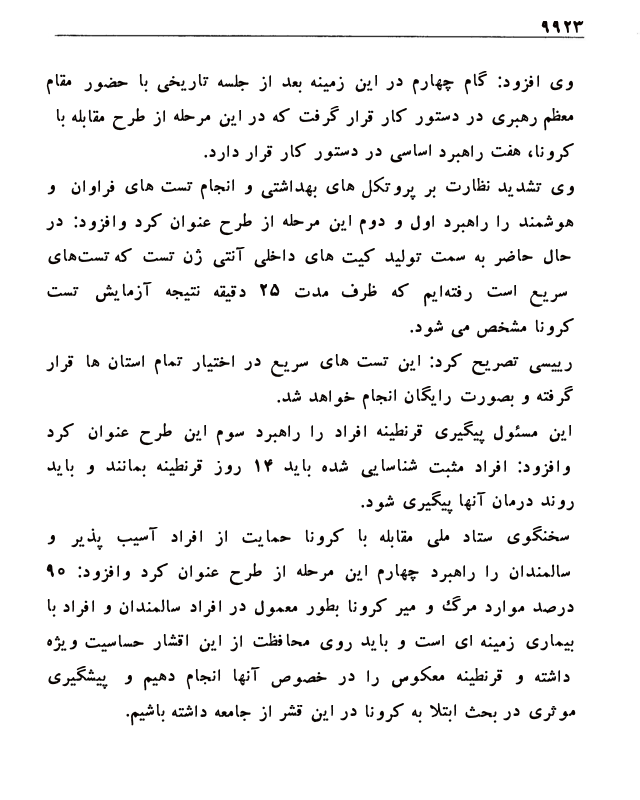 ۹۹۲۳
وی افزود: گام چهارم در این زمینه بعد از جلسه تاریخی با حضور مقام
معظم رهبری در دستور کار قرار گرفت که در این مرحله از طرح مقابله با
کرونا، هفت راهبرد اساسی در دستور کار قرار دارد.
وی تشدید نظارت بر پروتکل های بهداشتی و انجام تست های فراوان و
هوشمند را راهبرد اول و دوم این مرحله از طرح عنوان کرد وافزود: در
حال حاضر به سمت تولید کیت های داخلی آنتی ژن تست که تست‌های
سریع است رفته‌ایم که ظرف مدت ۲۵ دقیقه نتیجه آزمایش تست
کرونا مشخص می شود.
رییسی تصریح کرد: این تست های سریع در اختیار تمام استان ها قرار
گرفته و بصورت رایگان انجام خواهد شد.
این مسئول پیگیری قرنطینه افراد را راهبرد سوم این طرح عنوان کرد
وافزود: افراد مثبت شناسایی شده باید ۱۴ روز قرنطینه بمانند و باید
روند درمان آنها پیگیری شود.
سخنگوی ستاد ملی مقابله با کرونا حمایت از افراد آسیب پذیر و
سالمندان را راهبرد چهارم این مرحله از طرح عنوان کرد وافزود: ۹۰
درصد موارد مرگ و میر کرونا بطور معمول در افراد سالمندان و افراد با
بیماری زمینه ای است و باید روی محافظت از این اقشار حساسیت ویژه
داشته و قرنطینه معکوس را در خصوص آنها انجام دهیم و پیشگیری
موثری در بحث ابتلا به کرونا در این قشر از جامعه داشته باشیم.